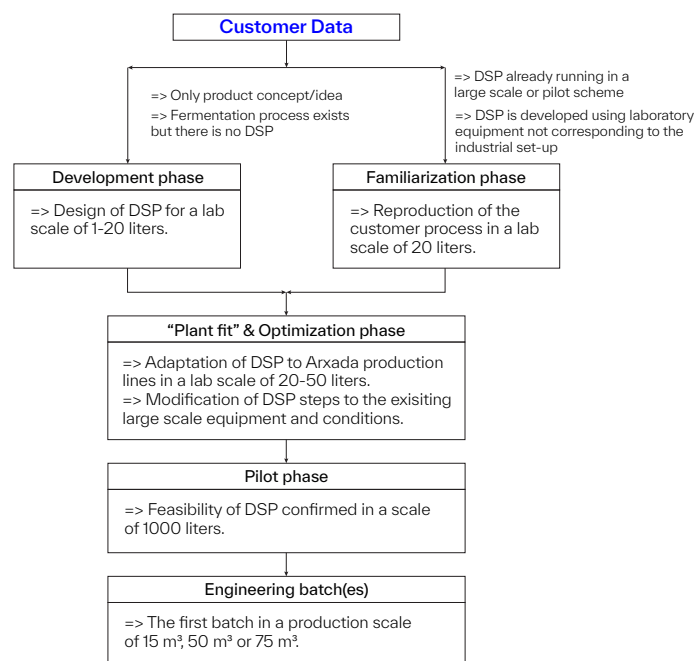 Customer Data
=> Only product concept/idea
=> Fermentation process exists
but there is no DSP
=> DSP already running in a
large scale or pilot scheme
=> DSP is developed using laboratory
equipment not corresponding to the
industrial set-up
Development phase
=> Design of DSP for a lab
scale of 1-20 liters.
Familiarization phase
=> Reproduction of the
customer process in a lab
scale of 20 liters.
“Plant fit” & Optimization phase
=> Adaptation of DSP to Arxada production
lines in a lab scale of 20-50 liters.
=> Modification of DSP steps to the exisiting
large scale equipment and conditions.
Pilot phase
=> Feasibility of DSP confirmed in a scale
of 1000 liters.
Engineering batch(es)
=> The first batch in a production scale
of 15 m³, 50 m³ or 75 m³.